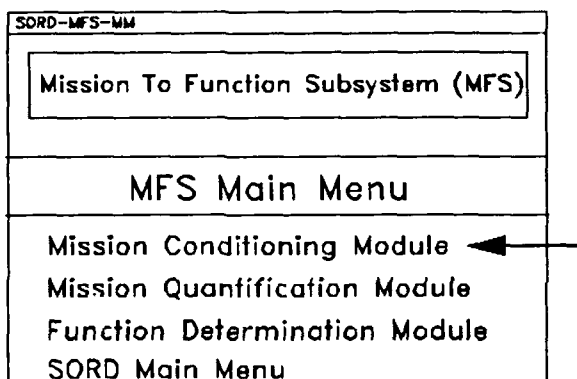 SORD-MFS-MM
Mission To Function Subsystem (MFS)
MFS Main Menu
Mission Conditioning Module
Mission Quantification Module
Function Determination Module
SORD Main Menu